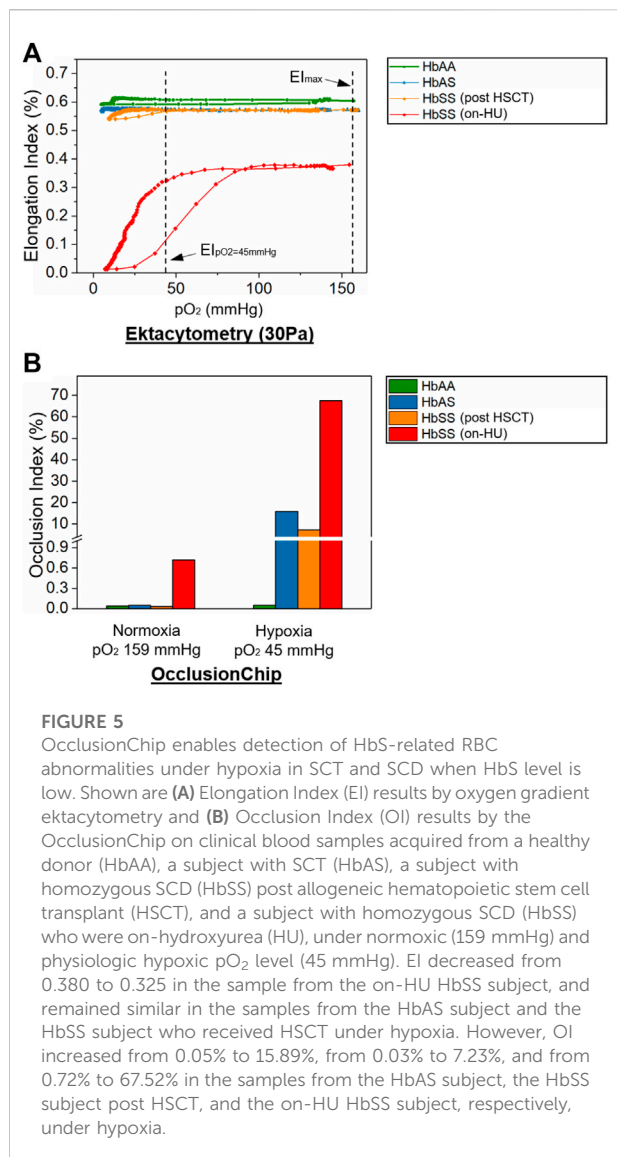 A
EImax
0.7
0.6
0.5
0.4
0.3
0.2
0.1
0.0
Elongation Index (%)
EIpO2=45mmHg
0
50
100
150
pO₂ (mmHg)
Ektacytometry (30Pa)
HbAA
HbAS
HbSS (post HSCT)
HbSS (on-HU)
B
70
60
50
40
30
20
10
0.9
0.6
0.3
0.0
Occlusion Index (%)
Normoxia
pO₂ 159 mmHg
Hypoxia
pO₂ 45 mmHg
OcclusionChip
HbAA
HbAS
HbSS (post HSCT)
HbSS (on-HU)
FIGURE 5
OcclusionChip enables detection of HbS-related RBC
abnormalities under hypoxia in SCT and SCD when HbS level is
low. Shown are (A) Elongation Index (EI) results by oxygen gradient
ektacytometry and (B) Occlusion Index (OI) results by the
OcclusionChip on clinical blood samples acquired from a healthy
donor (HbAA), a subject with SCT (HbAS), a subject with
homozygous SCD (HbSS) post allogeneic hematopoietic stem cell
transplant (HSCT), and a subject with homozygous SCD (HbSS)
who were on-hydroxyurea (HU), under normoxic (159 mmHg) and
physiologic hypoxic pO₂ level (45 mmHg). EI decreased from
0.380 to 0.325 in the sample from the on-HU HbSS subject, and
remained similar in the samples from the HbAS subject and the
HbSS subject who received HSCT under hypoxia. However, OI
increased from 0.05% to 15.89%, from 0.03% to 7.23%, and from
0.72% to 67.52% in the samples from the HbAS subject, the HbSS
subject post HSCT, and the on-HU HbSS subject, respectively,
under hypoxia.